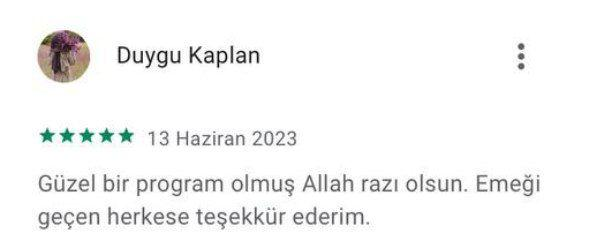 Duygu Kaplan
13 Haziran 2023
Güzel bir program olmuş Allah razı olsun. Emeği
geçen herkese teşekkür ederim.